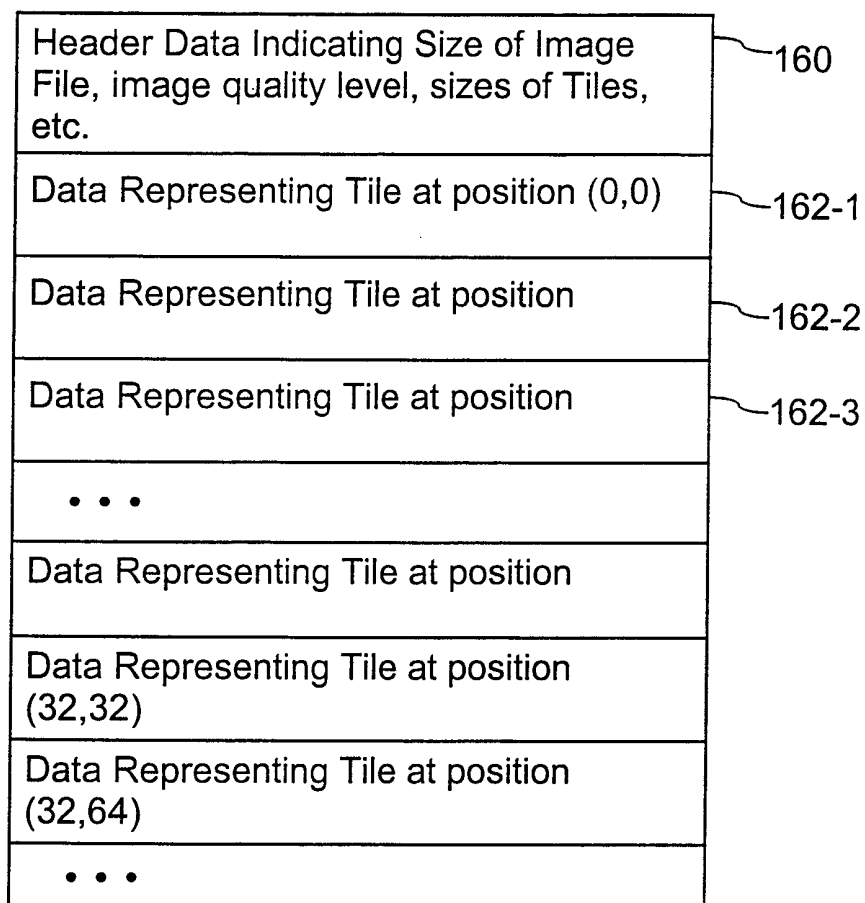 Header Data Indicating Size of Image
File, image quality level, sizes of Tiles,
etc.
160
Data Representing Tile at position (0,0)
162-1
Data Representing Tile at position
162-2
Data Representing Tile at position
162-3
• • •
Data Representing Tile at position
Data Representing Tile at position
(32,32)
Data Representing Tile at position
(32,64)
• • •